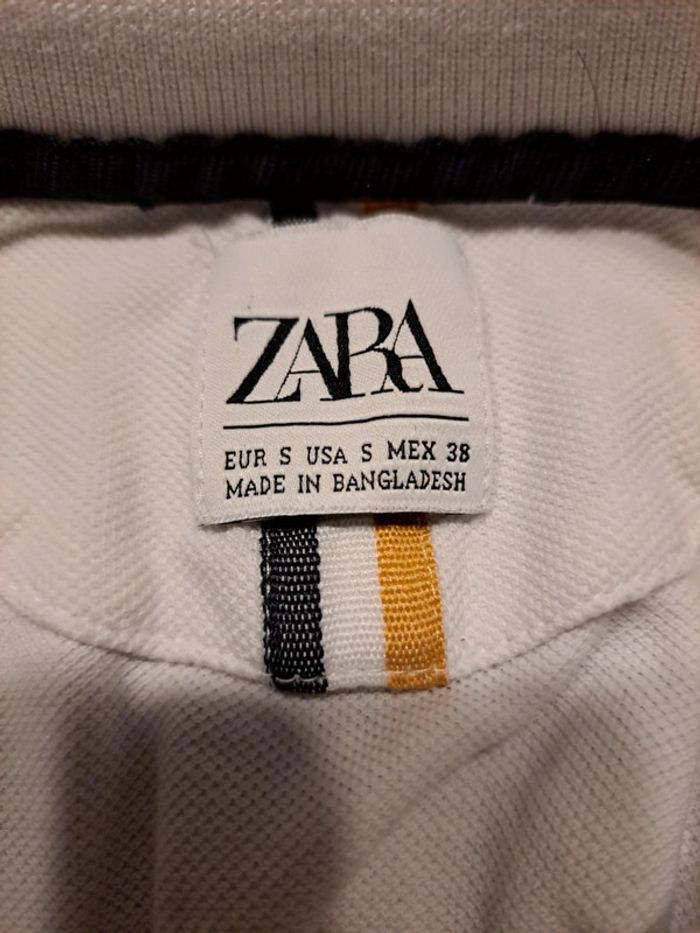 ZARA
EUR S USA S MEX 38
MADE IN BANGLADESH